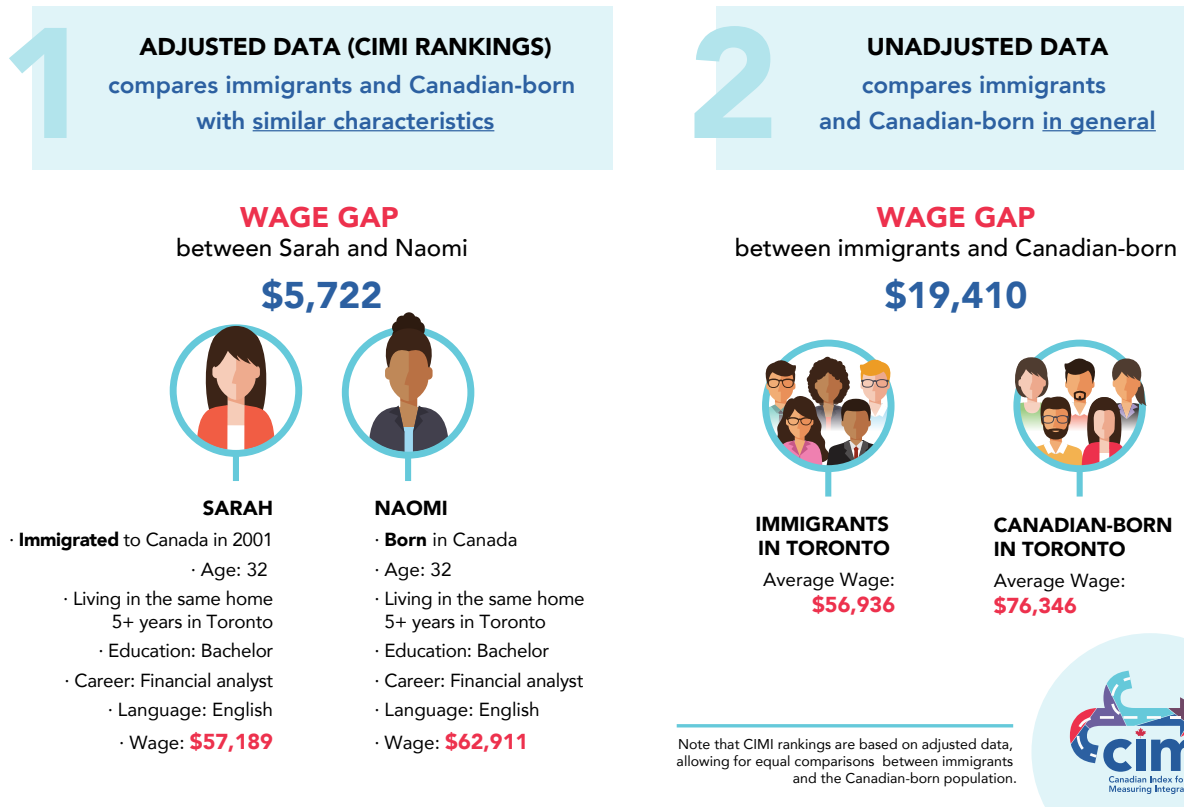 1
ADJUSTED DATA (CIMI RANKINGS)
compares immigrants and Canadian-born
with similar characteristics
WAGE GAP
between Sarah and Naomi
$5,722
SARAH
· Immigrated to Canada in 2001
· Age: 32
· Living in the same home
5+ years in Toronto
· Education: Bachelor
· Career: Financial analyst
· Language: English
· Wage: $57,189
NAOMI
· Born in Canada
· Age: 32
· Living in the same home
5+ years in Toronto
· Education: Bachelor
· Career: Financial analyst
· Language: English
· Wage: $62,911
2
UNADJUSTED DATA
compares immigrants
and Canadian-born in general
WAGE GAP
between immigrants and Canadian-born
$19,410
IMMIGRANTS
IN TORONTO
Average Wage:
$56,936
CANADIAN-BORN
IN TORONTO
Average Wage:
$76,346
Note that CIMI rankings are based on adjusted data,
allowing for equal comparisons between immigrants
and the Canadian-born population.
cim
Canadian Index fo
Measuring Integra